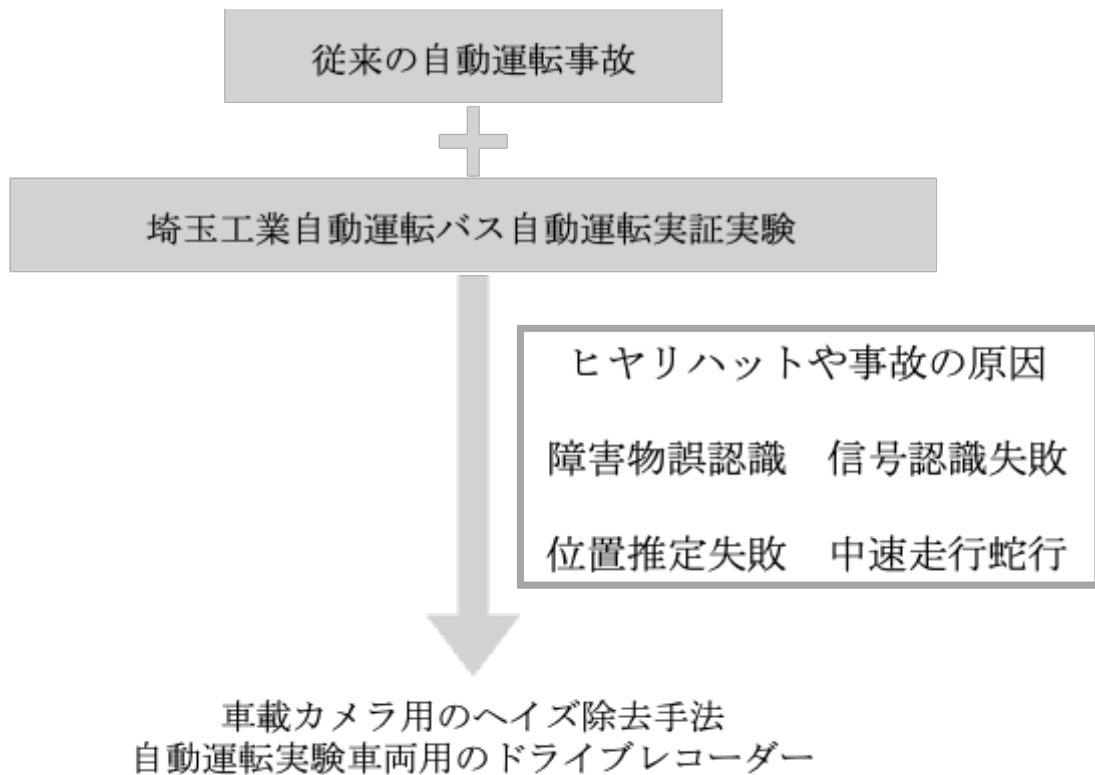 従来の自動運転事故
埼玉工業自動運転バス自動運転実証実験
ヒヤリハットや事故の原因
障害物誤認識　信号認識失敗
位置推定失敗　中速走行蛇行
車載カメラ用のヘイズ除去手法
自動運転実験車両用のドライブレコーダー